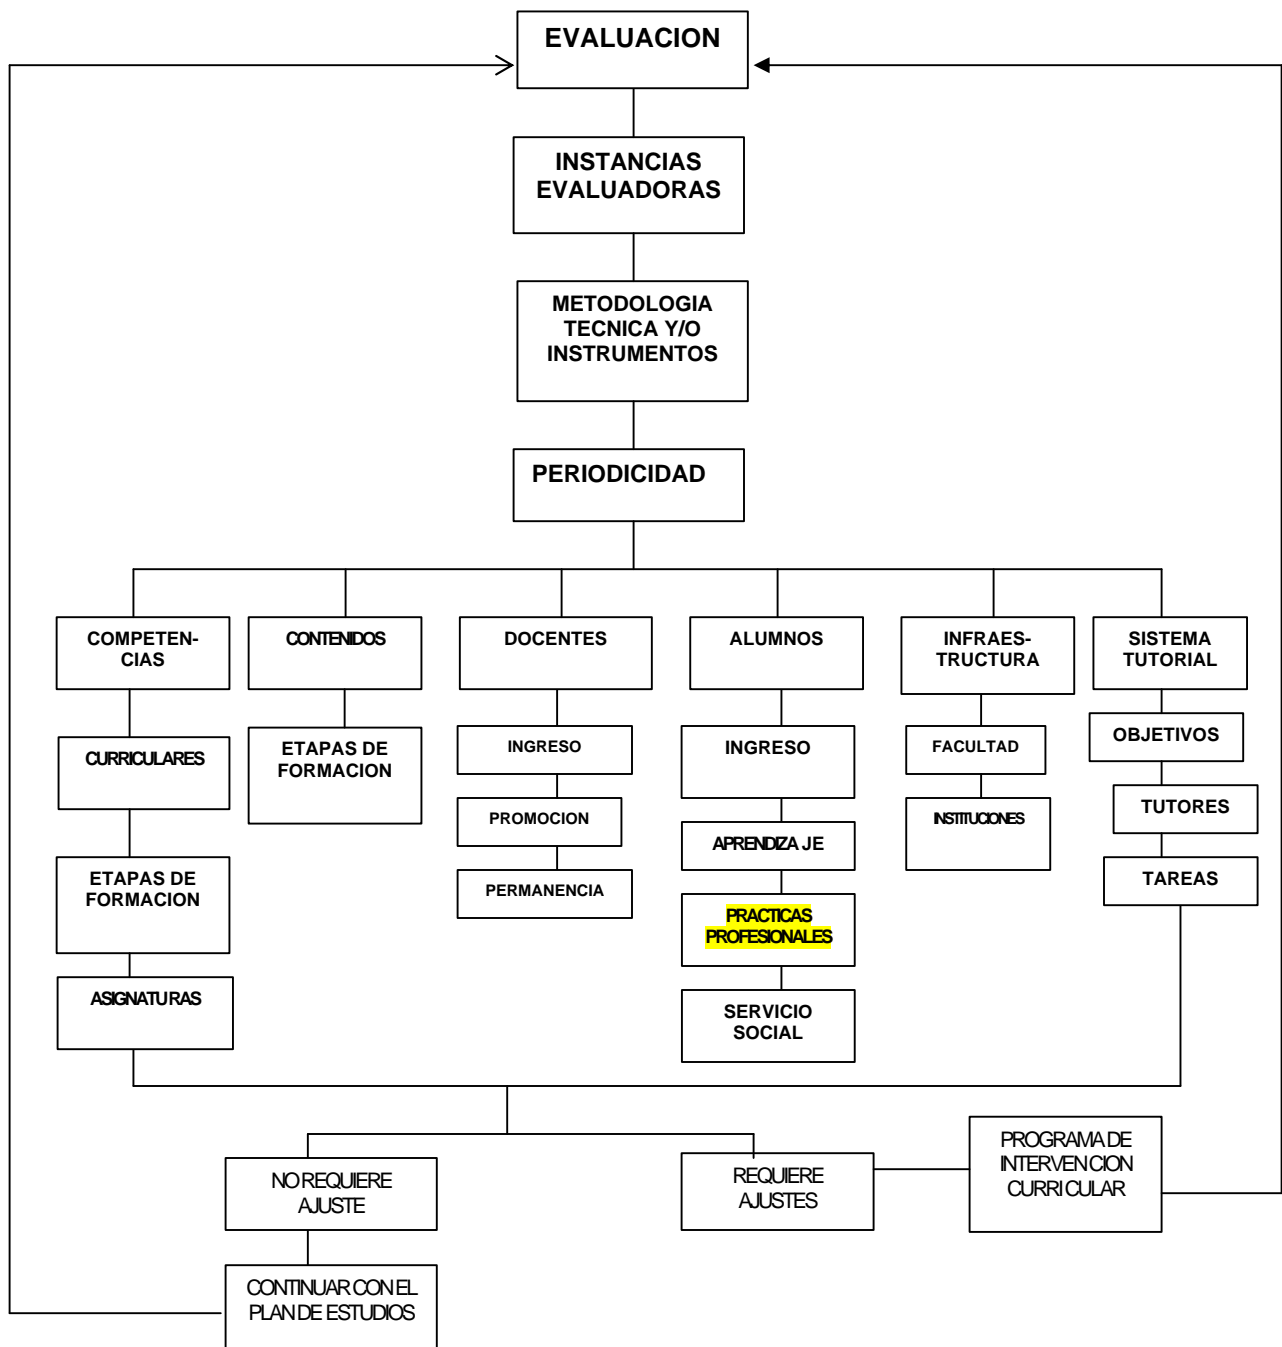 EVALUACION
INSTANCIAS
EVALUADORAS
METODOLOGIA
TECNICA Y/O
INSTRUMENTOS
PERIODICIDAD
COMPETEN-
CIAS
CONTENIDOS
DOCENTES
ALUMNOS
INFRAES-
TRUCTURA
SISTEMA
TUTORIAL
CURRICULARES
ETAPAS DE
FORMACION
INGRESO
INGRESO
FACULTAD
OBJETIVOS
PROMOCION
APRENDIZA JE
INSTITUCIONES
TUTORES
ETAPAS DE
FORMACION
PERMANENCIA
PRACTICAS
PROFESIONALES
TAREAS
ASIGNATURAS
SERVICIO
SOCIAL
NO REQUIERE
AJUSTE
REQUIERE
AJUSTES
PROGRAMA DE
INTERVENCION
CURRICULAR
CONTINUAR CON EL
PLAN DE ESTUDIOS